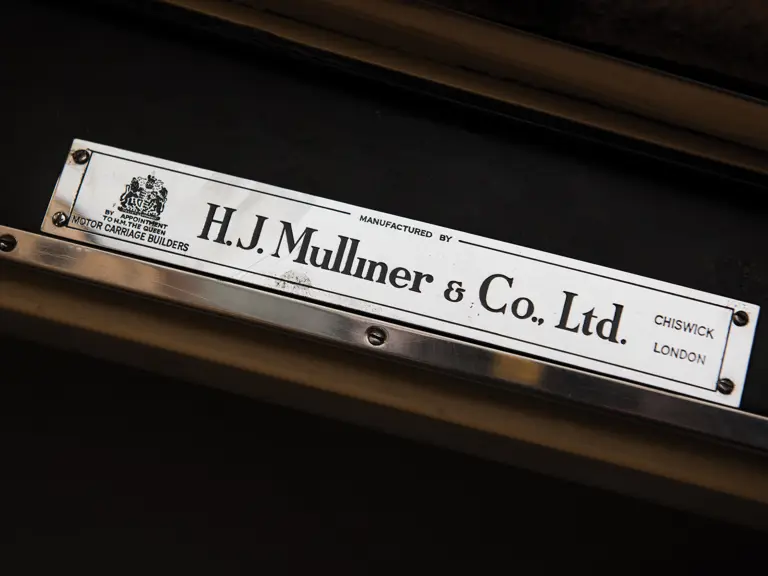 BY APPOINTMENT
TO H.M. THE QUEEN
MOTOR CARRIAGE BUILDERS
MANUFACTURED BY
H. J. Mulliner & Co., Ltd.
CHISWICK
LONDON